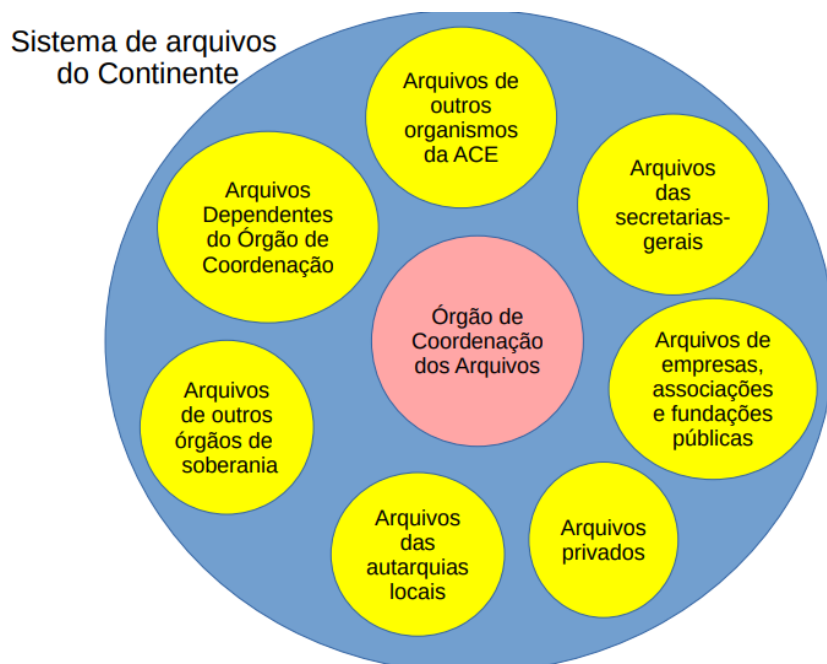 Sistema de arquivos
do Continente
Arquivos de
outros
organismos
da ACE
Arquivos
das
secretarias-
gerais
Arquivos
Dependentes
do Órgão de
Coordenação
Órgão de
Coordenação
dos Arquivos
Arquivos de
empresas,
associações
e fundações
públicas
Arquivos
de outros
órgãos de
soberania
Arquivos
das
autarquias
locais
Arquivos
privados